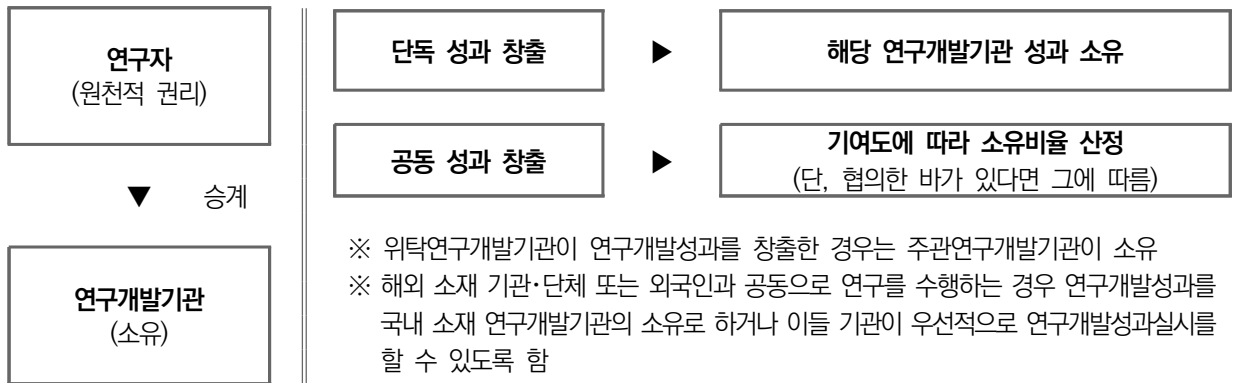 연구자
(원천적 권리)
▼ 승계
연구개발기관
(소유)
단독 성과 창출 ▶ 해당 연구개발기관 성과 소유
공동 성과 창출 ▶ 기여도에 따라 소유비율 산정
(단, 협의한 바가 있다면 그에 따름)
※ 위탁연구개발기관이 연구개발성과를 창출한 경우는 주관연구개발기관이 소유
※ 해외 소재 기관·단체 또는 외국인과 공동으로 연구를 수행하는 경우 연구개발성과를
국내 소재 연구개발기관의 소유로 하거나 이들 기관이 우선적으로 연구개발성과실시를
할 수 있도록 함